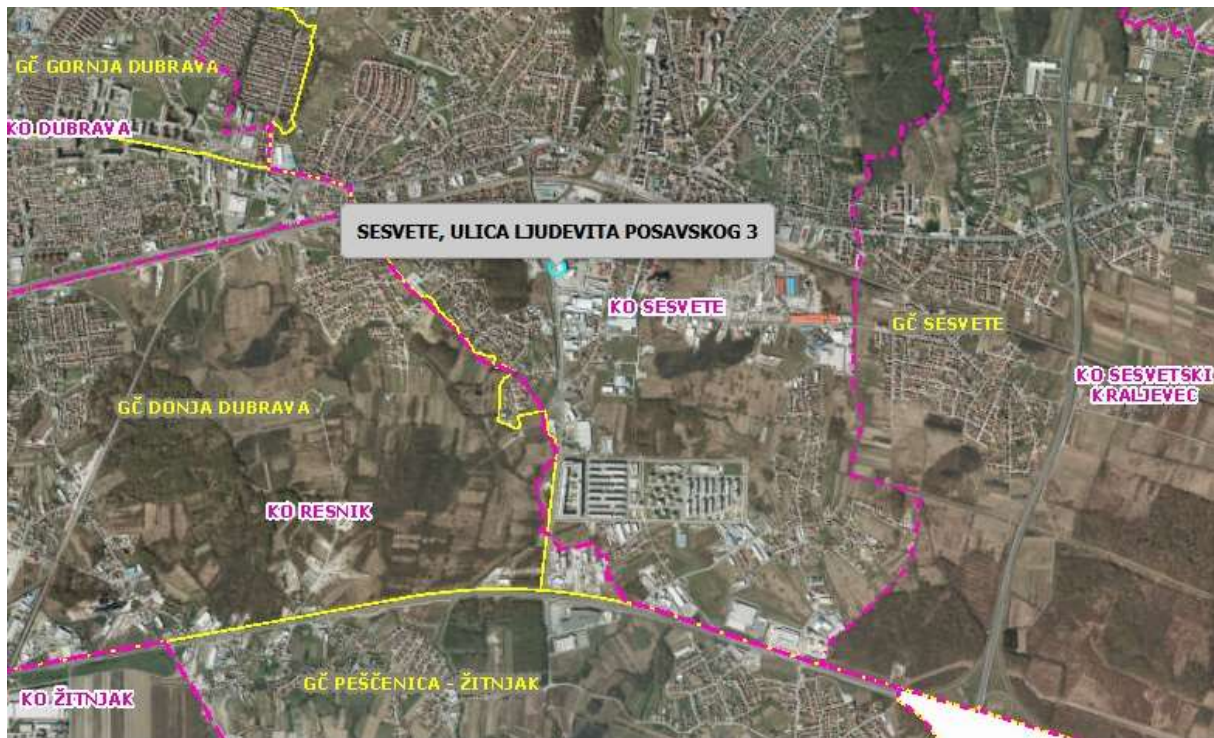 GČ GORNJA DUBRAVA
KO DUBRAVA
SESVETE, ULICA LJUDEVITA POSAVSKOG 3
KO SESVETE
GČ SESVETE
KO SESVETSKI
KRALJEVEC
GČ DONJA DUBRAVA
KO RESNIK
GČ PEŠČENICA - ŽITNJAK
KO ŽITNJAK